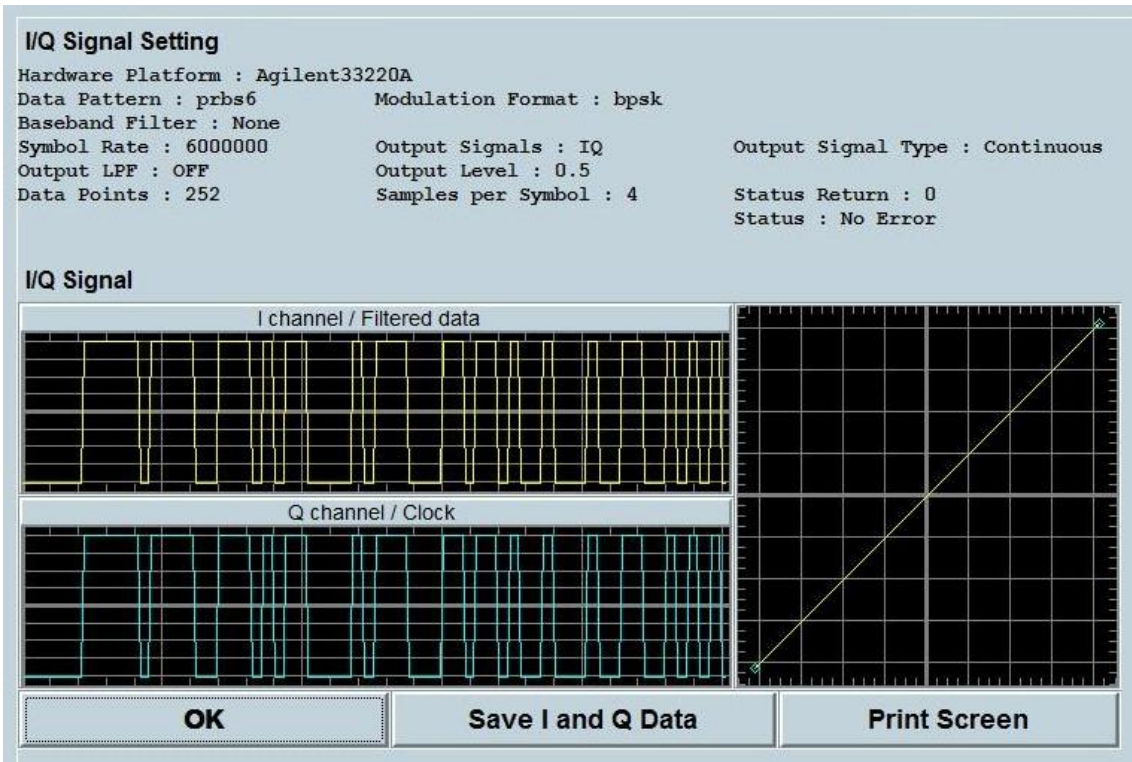 I/Q Signal Setting
Hardware Platform : Agilent33220A
Data Pattern : prbs6 Modulation Format : bpsk
Baseband Filter : None
Symbol Rate : 6000000 Output Signals : IQ Output Signal Type : Continuous
Output LPF : OFF Output Level : 0.5
Data Points : 252 Samples per Symbol : 4 Status Return : 0
Status : No Error
I/Q Signal
I channel / Filtered data
Q channel / Clock
OK Save I and Q Data Print Screen